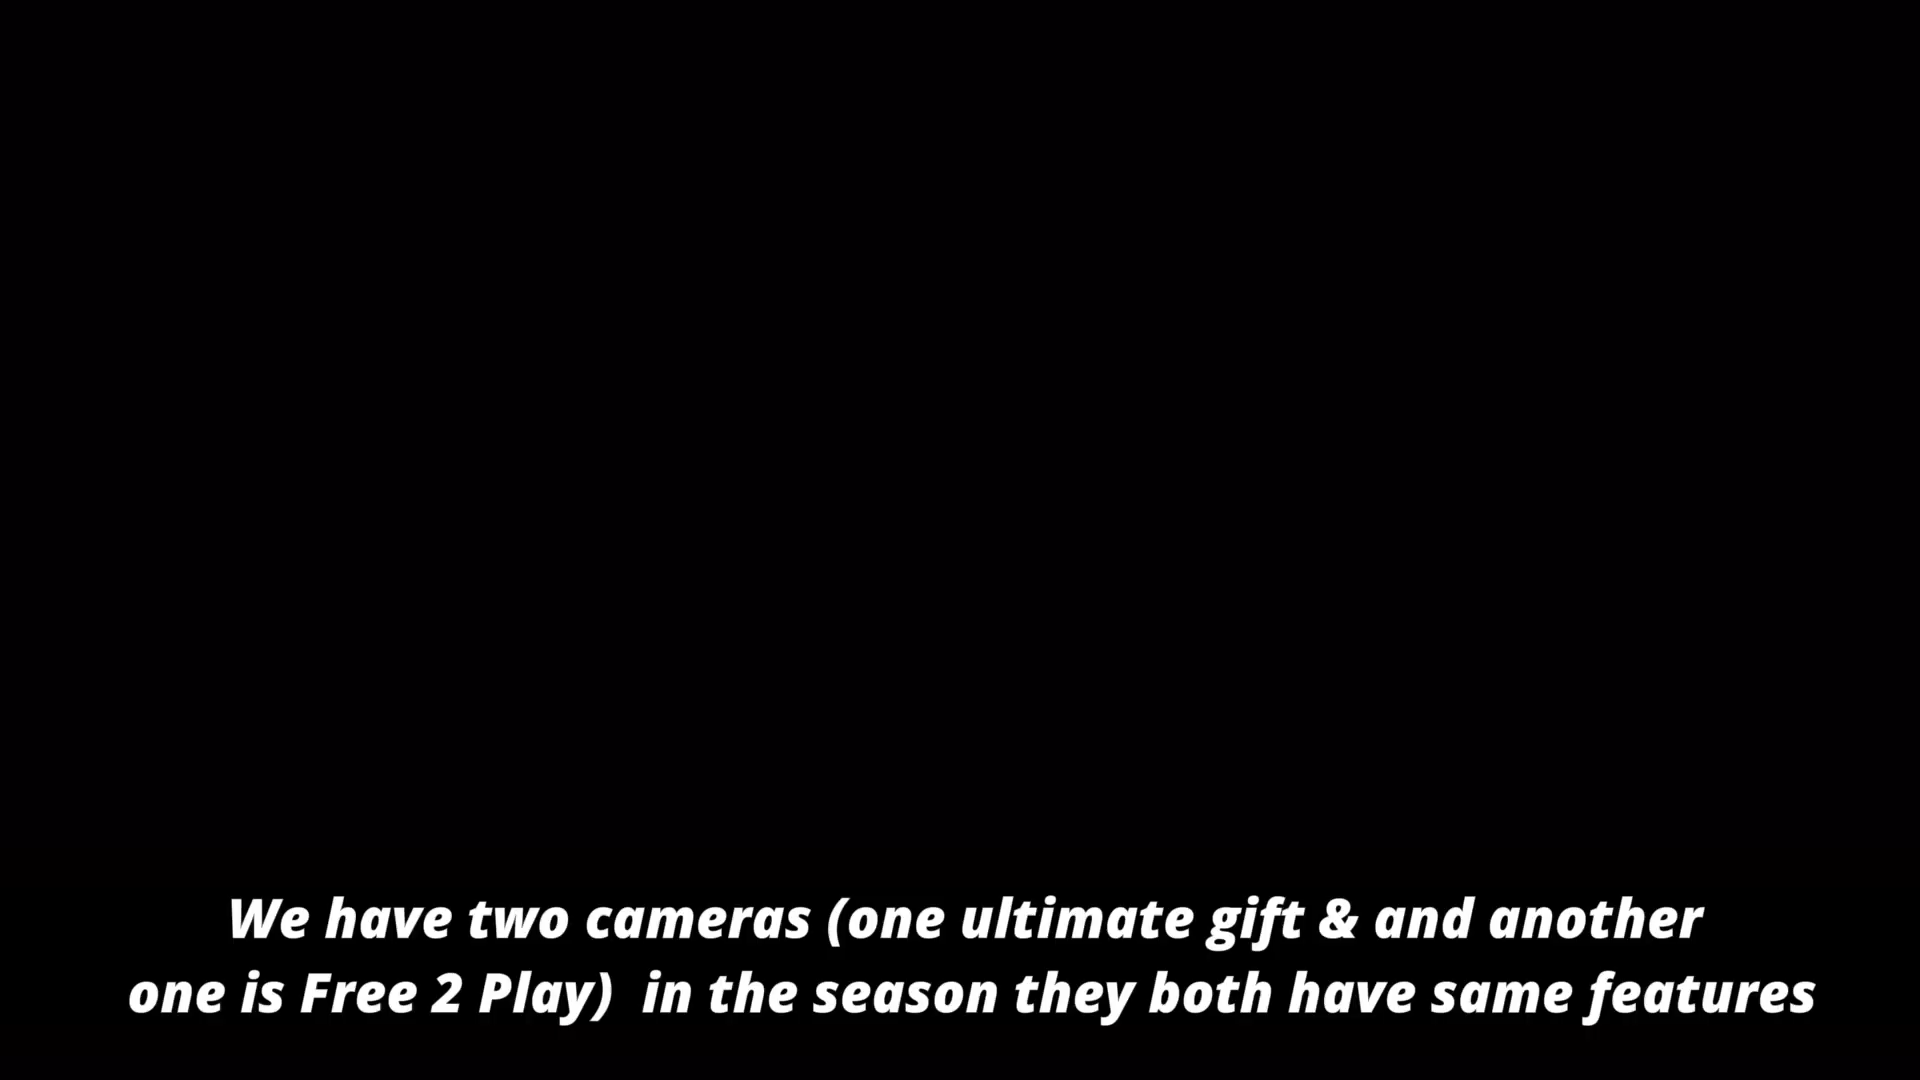 We have two cameras (one ultimate gift & and another
one is Free 2 Play)  in the season they both have same features